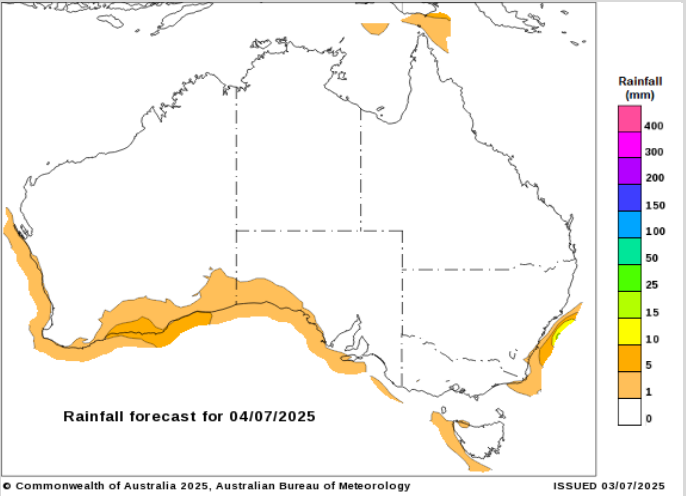 Rainfall
(mm)
400
300
200
150
100
50
25
15
10
5
1
0
Rainfall forecast for 04/07/2025
© Commonwealth of Australia 2025, Australian Bureau of Meteorology
ISSUED 03/07/2025